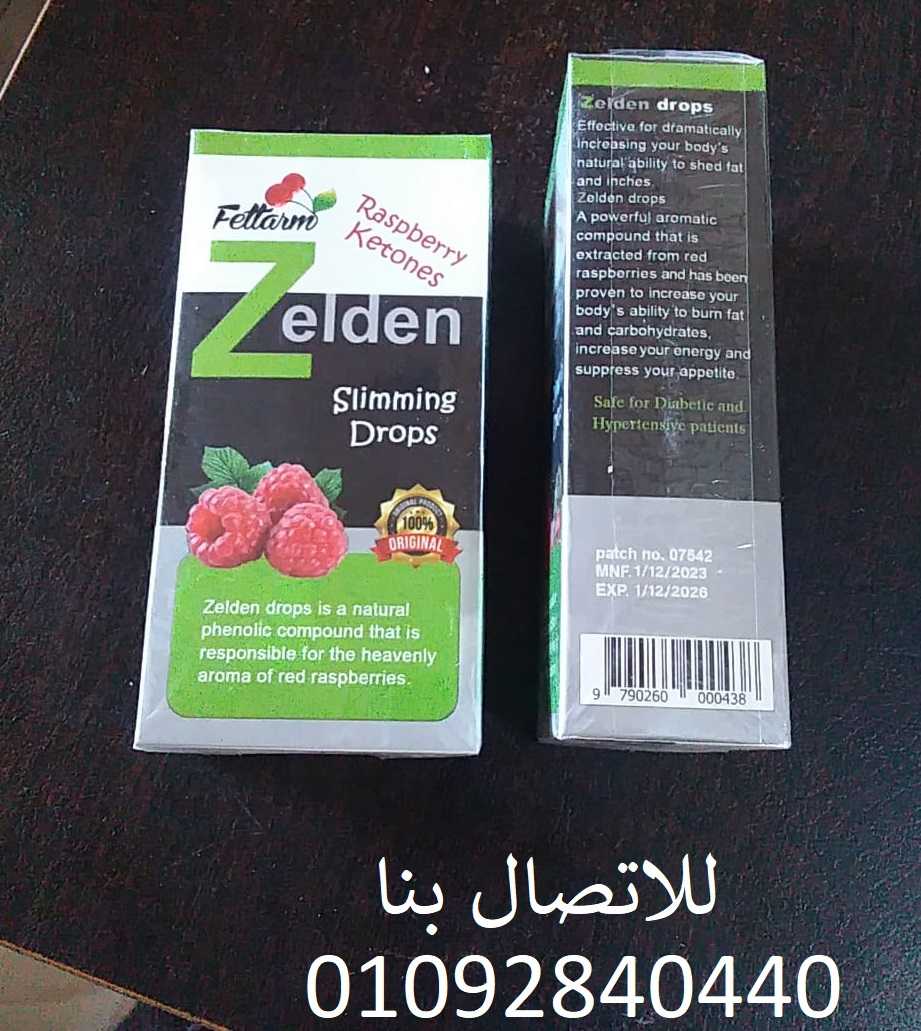 Fettarm
Raspberry
Ketones
Zelden
Slimming
Drops
ORIGINAL PRODUCT
100%
ORIGINAL
Zelden drops is a natural
phenolic compound that is
responsible for the heavenly
aroma of red raspberries.
Zelden drops
Effective for dramatically
increasing your body's
natural ability to shed fat
and inches.
Zelden drops
A powerful aromatic
compound that is
extracted from red
raspberries and has been
proven to increase your
body's ability to burn fat
and carbohydrates,
increase your energy and
suppress your appetite.
Safe for Diabetic and
Hypertensive patients
patch no. 07542
MNF.1/12/2023
EXP. 1/12/2026
9 790260 000438
للاتصال بنا
01092840440